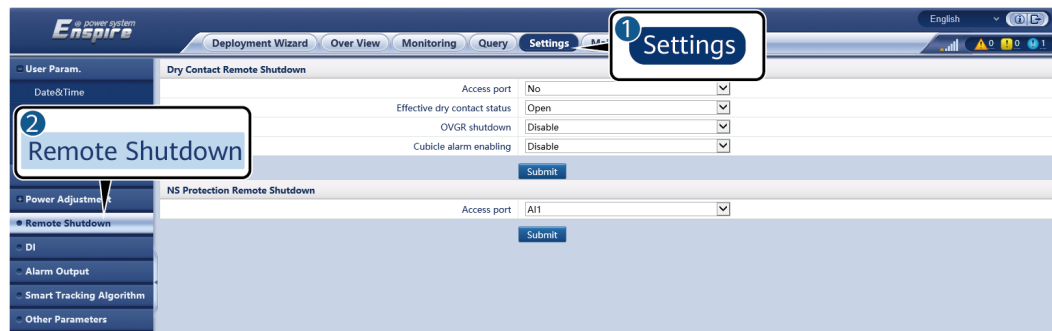 @ power system
Enspire
English
Deployment Wizard Over View Monitoring Query Settings
1 Settings
0 0 1
User Param.
Date&Time
2 Remote Shutdown
Power Adjustment
Remote Shutdown
DI
Alarm Output
Smart Tracking Algorithm
Other Parameters
Dry Contact Remote Shutdown
Access port No
Effective dry contact status Open
OVGR shutdown Disable
Cubicle alarm enabling Disable
Submit
NS Protection Remote Shutdown
Access port AI1
Submit